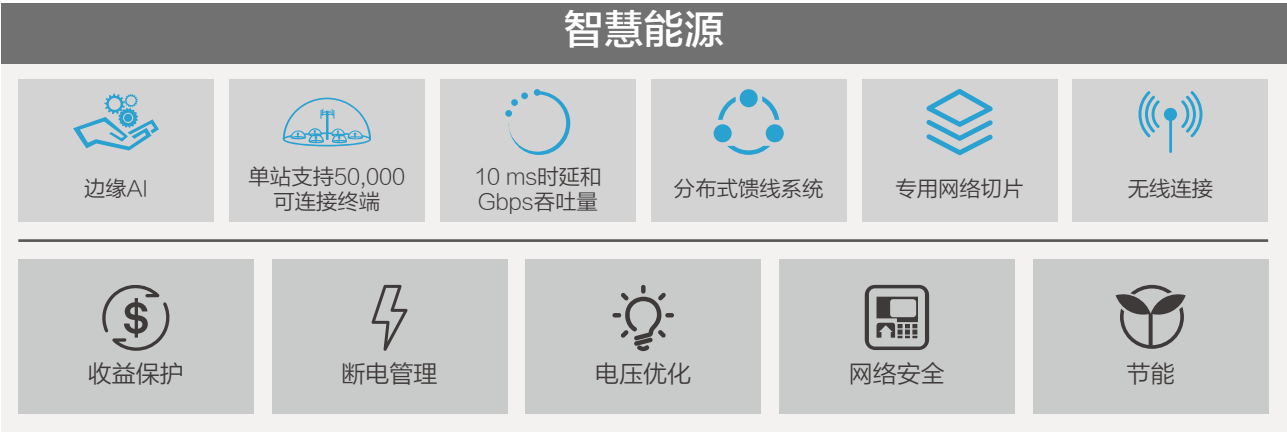 智慧能源
边缘AI
单站支持50,000
可连接终端
10 ms时延和
Gbps吞吐量
分布式馈线系统
专用网络切片
无线连接
$
收益保护
断电管理
电压优化
网络安全
节能